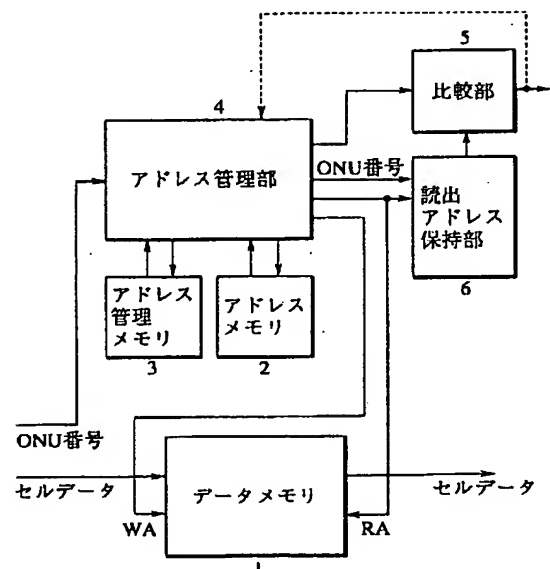 5
比較部
4
アドレス管理部
ONU番号
読出
アドレス
保持部
6
アドレス
管理
メモリ
3
アドレス
メモリ
2
ONU番号
セルデータ
データメモリ
セルデータ
WA
RA